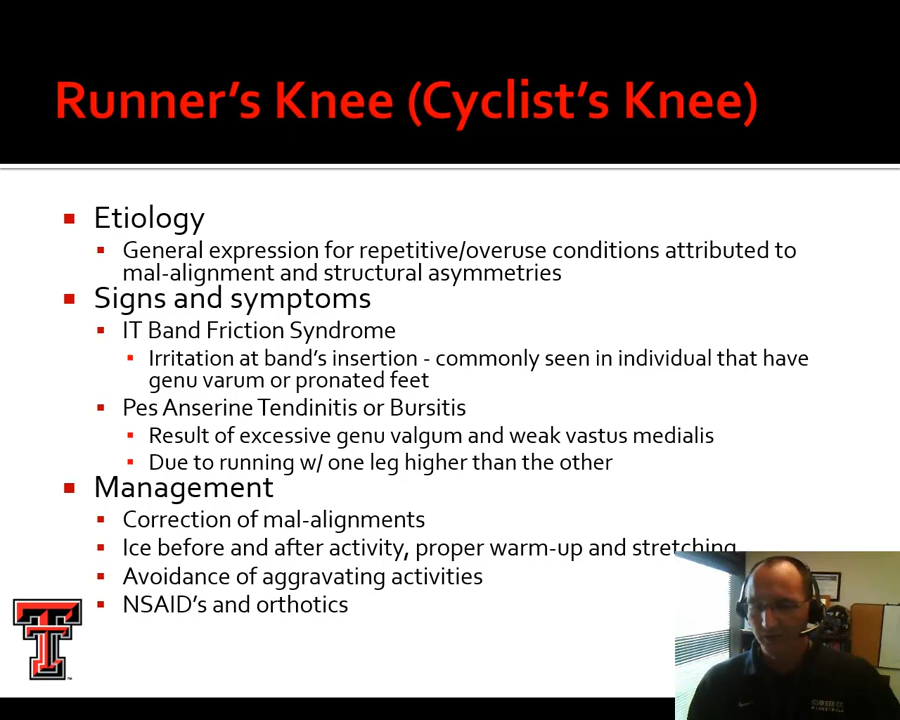 Runner's Knee (Cyclist's Knee)
Etiology
General expression for repetitive/overuse conditions attributed to
mal-alignment and structural asymmetries
Signs and symptoms
IT Band Friction Syndrome
Irritation at band's insertion - commonly seen in individual that have
genu varum or pronated feet
Pes Anserine Tendinitis or Bursitis
Result of excessive genu valgum and weak vastus medialis
Due to running w/ one leg higher than the other
Management
Correction of mal-alignments
Ice before and after activity, proper warm-up and stretching
Avoidance of aggravating activities
NSAID's and orthotics